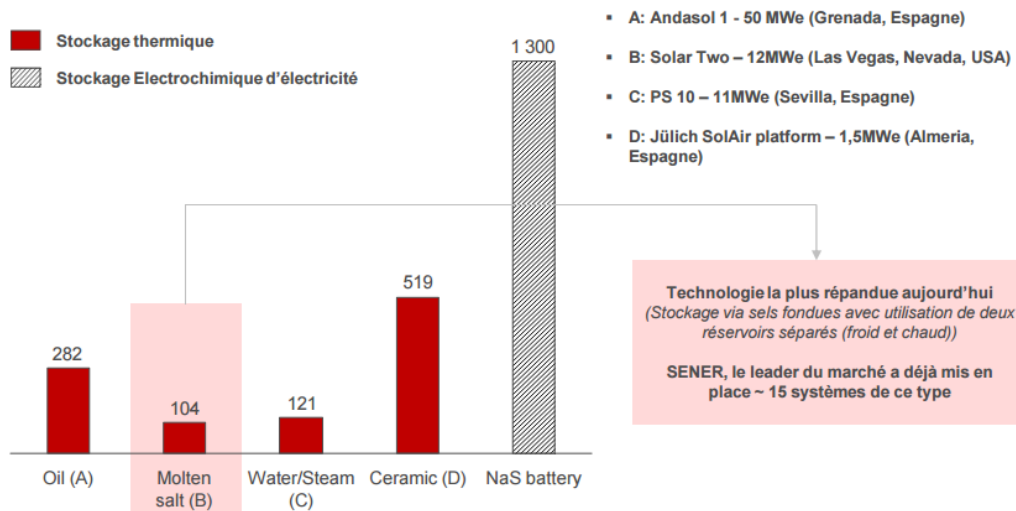 Stockage thermique
Stockage Electrochimique d'électricité
1 300
▪ A: Andasol 1 - 50 MWe (Grenada, Espagne)
▪ B: Solar Two – 12MWe (Las Vegas, Nevada, USA)
▪ C: PS 10 – 11MWe (Sevilla, Espagne)
▪ D: Jülich SolAir platform – 1,5MWe (Almeria,
Espagne)
282
104
121
519
Technologie la plus répandue aujourd'hui
(Stockage via sels fondues avec utilisation de deux
réservoirs séparés (froid et chaud))
SENER, le leader du marché a déjà mis en
place ~ 15 systèmes de ce type
Oil (A)
Molten
salt (B)
Water/Steam
(C)
Ceramic (D)
NaS battery